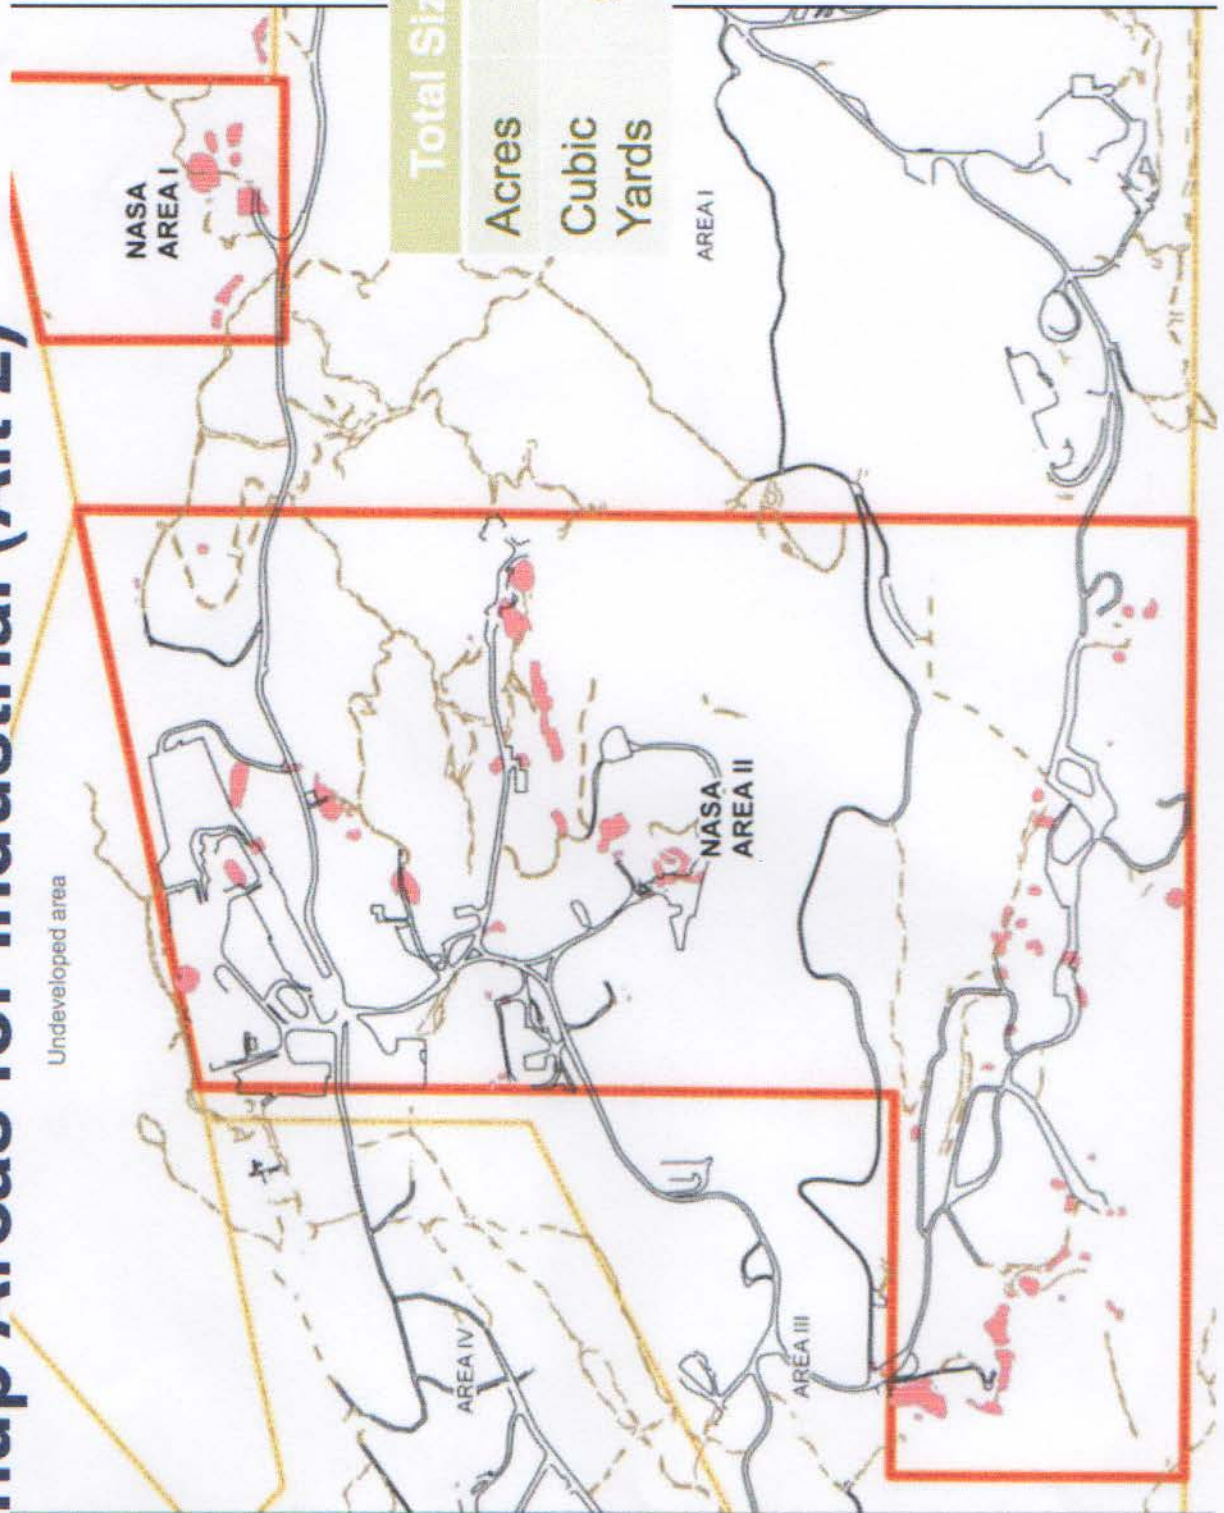 Areas for Industrial (Alt 2)
Undeveloped area
NASA
AREA I
Total Siz
Acres
Cubic
Yards
AREA IV
NASA
AREA II
AREA I
AREA III